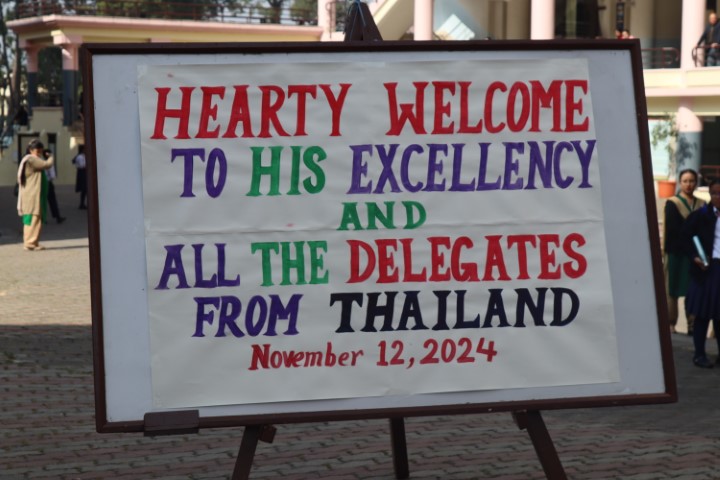 HEARTY WELCOME
TO HIS EXCELLENCY
AND
ALL THE DELEGATES
FROM THAILAND
November 12, 2024